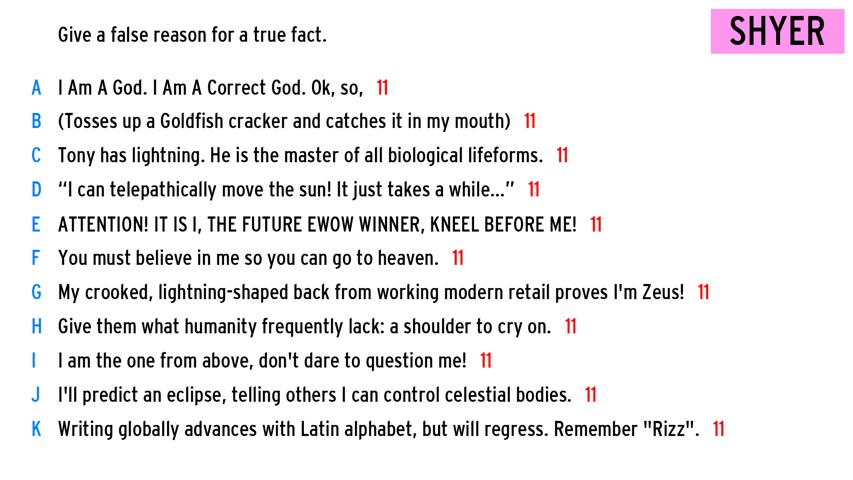 Give a false reason for a true fact.
SHYER
A I Am A God. I Am A Correct God. Ok, so, 11
B (Tosses up a Goldfish cracker and catches it in my mouth) 11
C Tony has lightning. He is the master of all biological lifeforms. 11
D “I can telepathically move the sun! It just takes a while...” 11
E ATTENTION! IT IS I, THE FUTURE EWOW WINNER, KNEEL BEFORE ME! 11
F You must believe in me so you can go to heaven. 11
G My crooked, lightning-shaped back from working modern retail proves I'm Zeus! 11
H Give them what humanity frequently lack: a shoulder to cry on. 11
I I am the one from above, don't dare to question me! 11
J I'll predict an eclipse, telling others I can control celestial bodies. 11
K Writing globally advances with Latin alphabet, but will regress. Remember "Rizz". 11